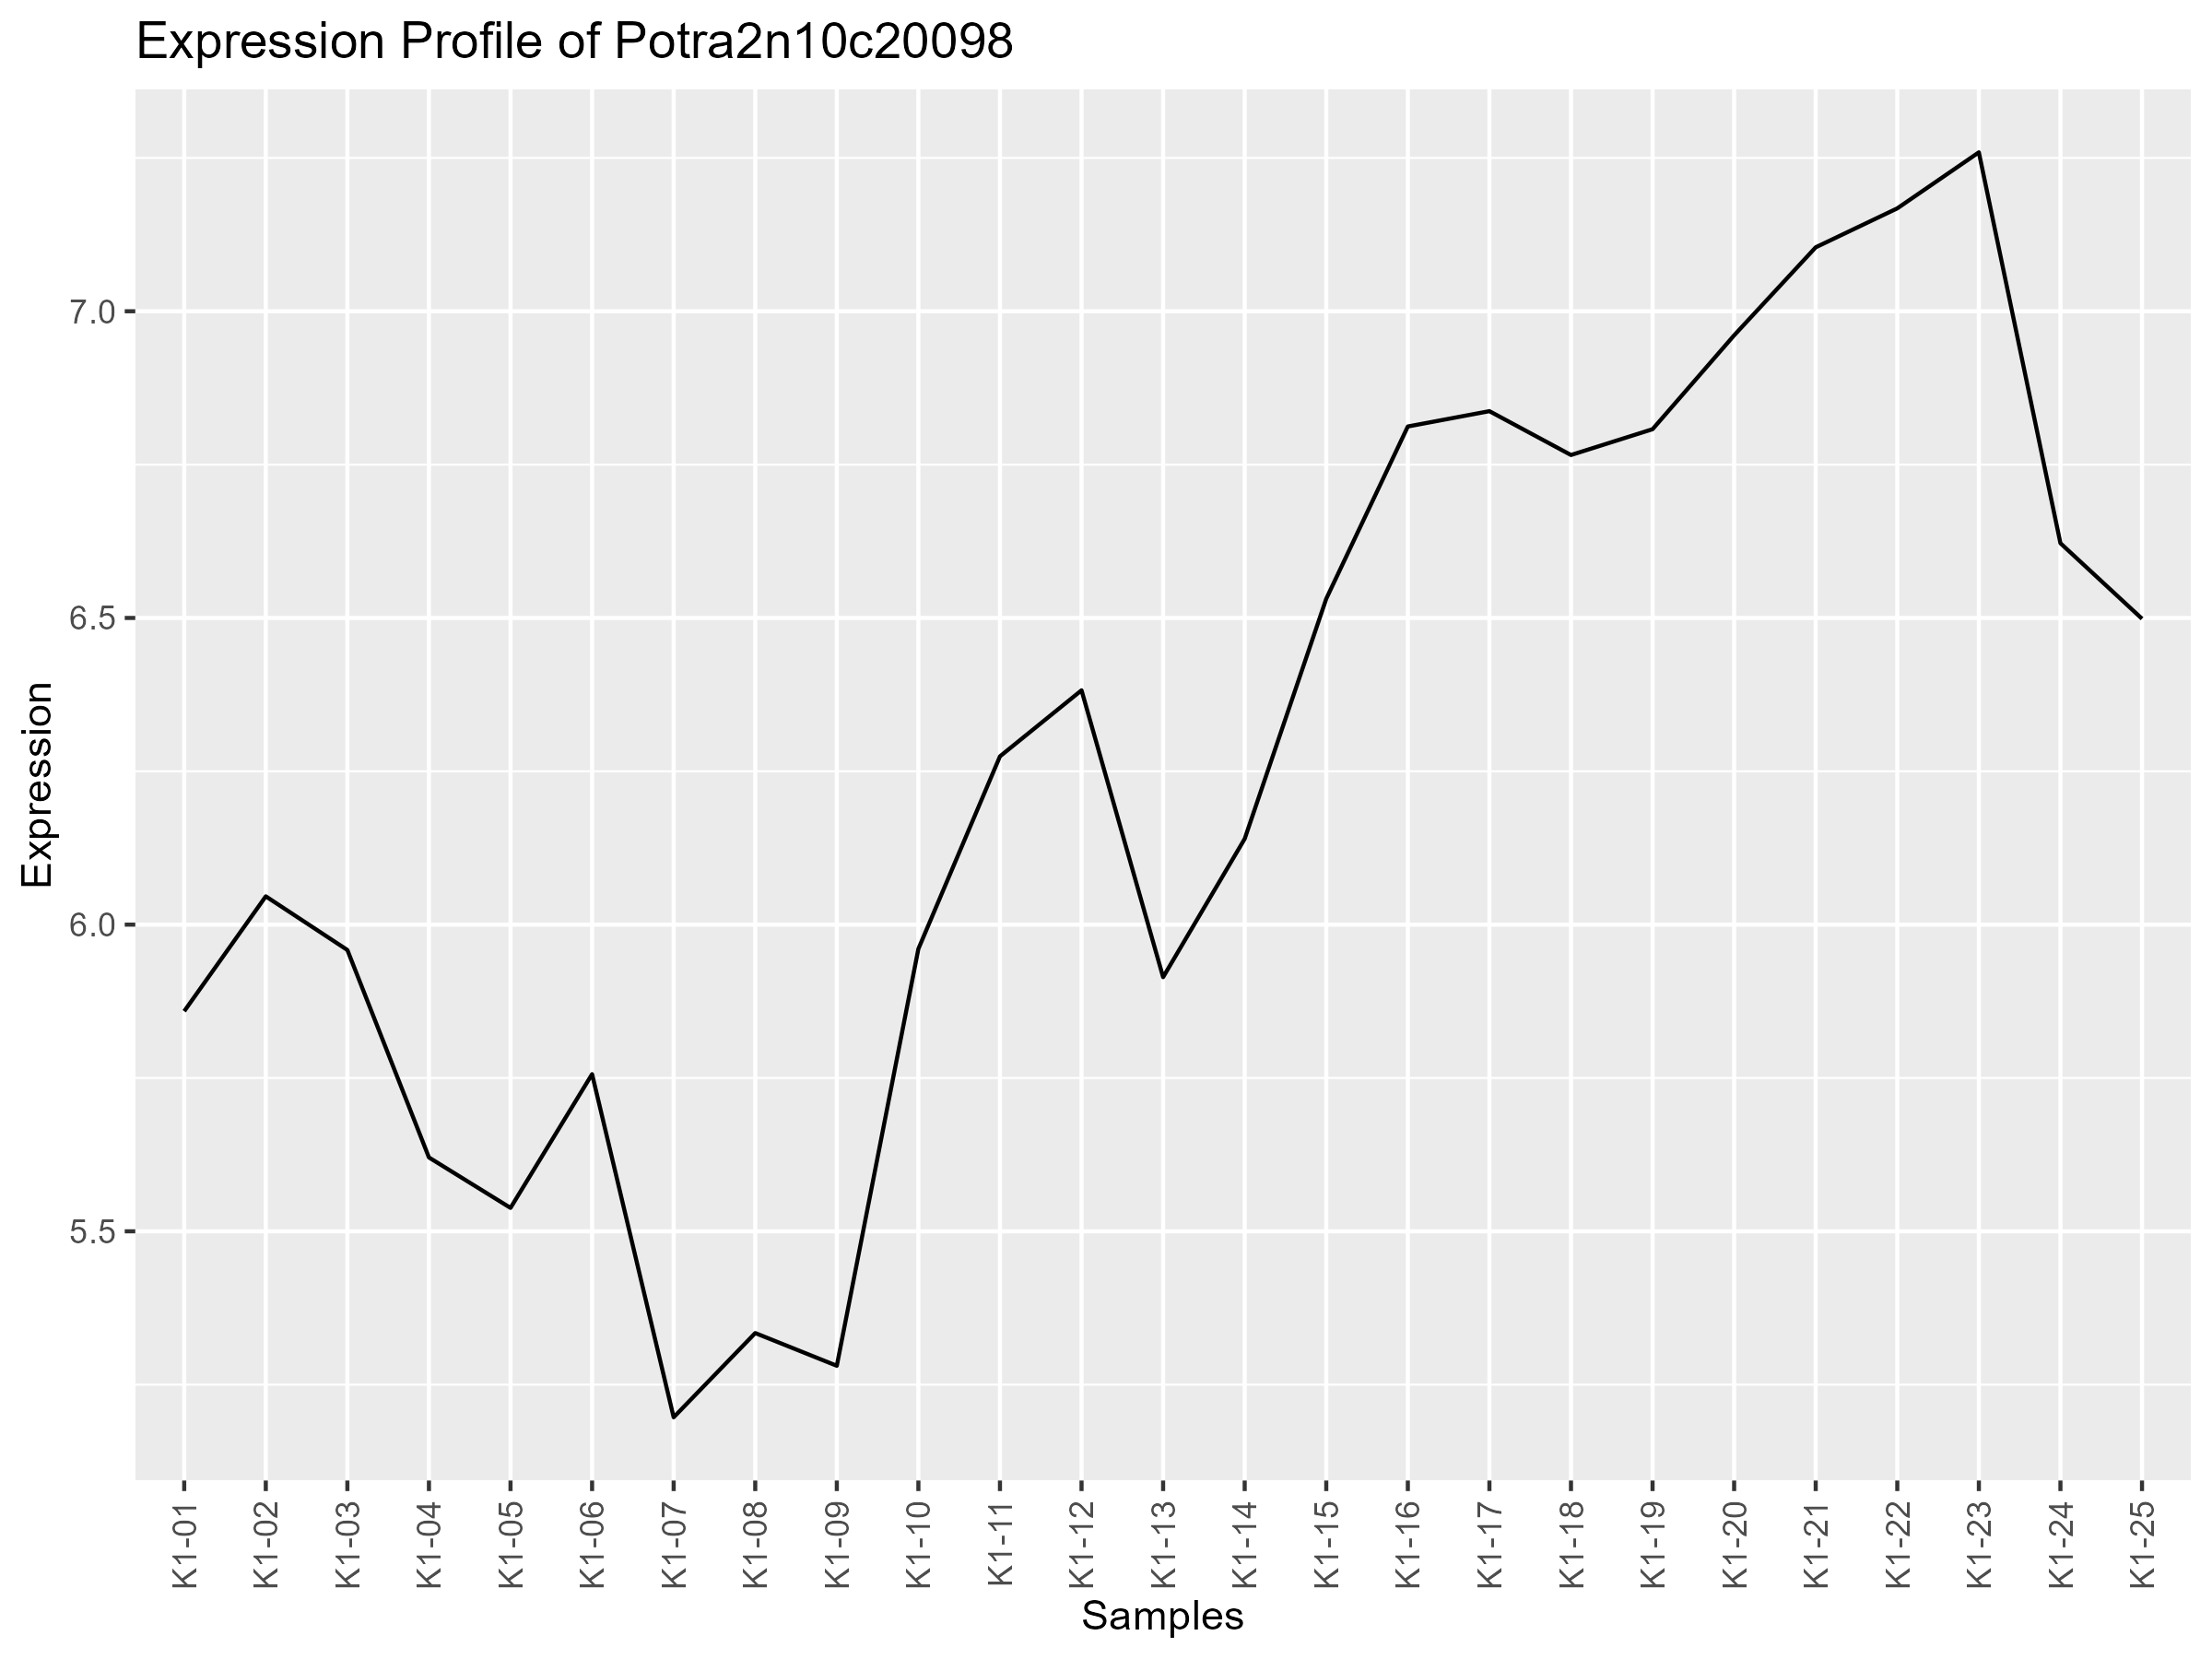 Expression Profile of Potra2n10c20098
Expression
7.0
6.5
6.0
5.5
K1-01
K1-02
K1-03
K1-04
K1-05
K1-06
K1-07
K1-08
K1-09
K1-10
K1-11
K1-12
K1-13
K1-14
K1-15
K1-16
K1-17
K1-18
K1-19
K1-20
K1-21
K1-22
K1-23
K1-24
K1-25
Samples